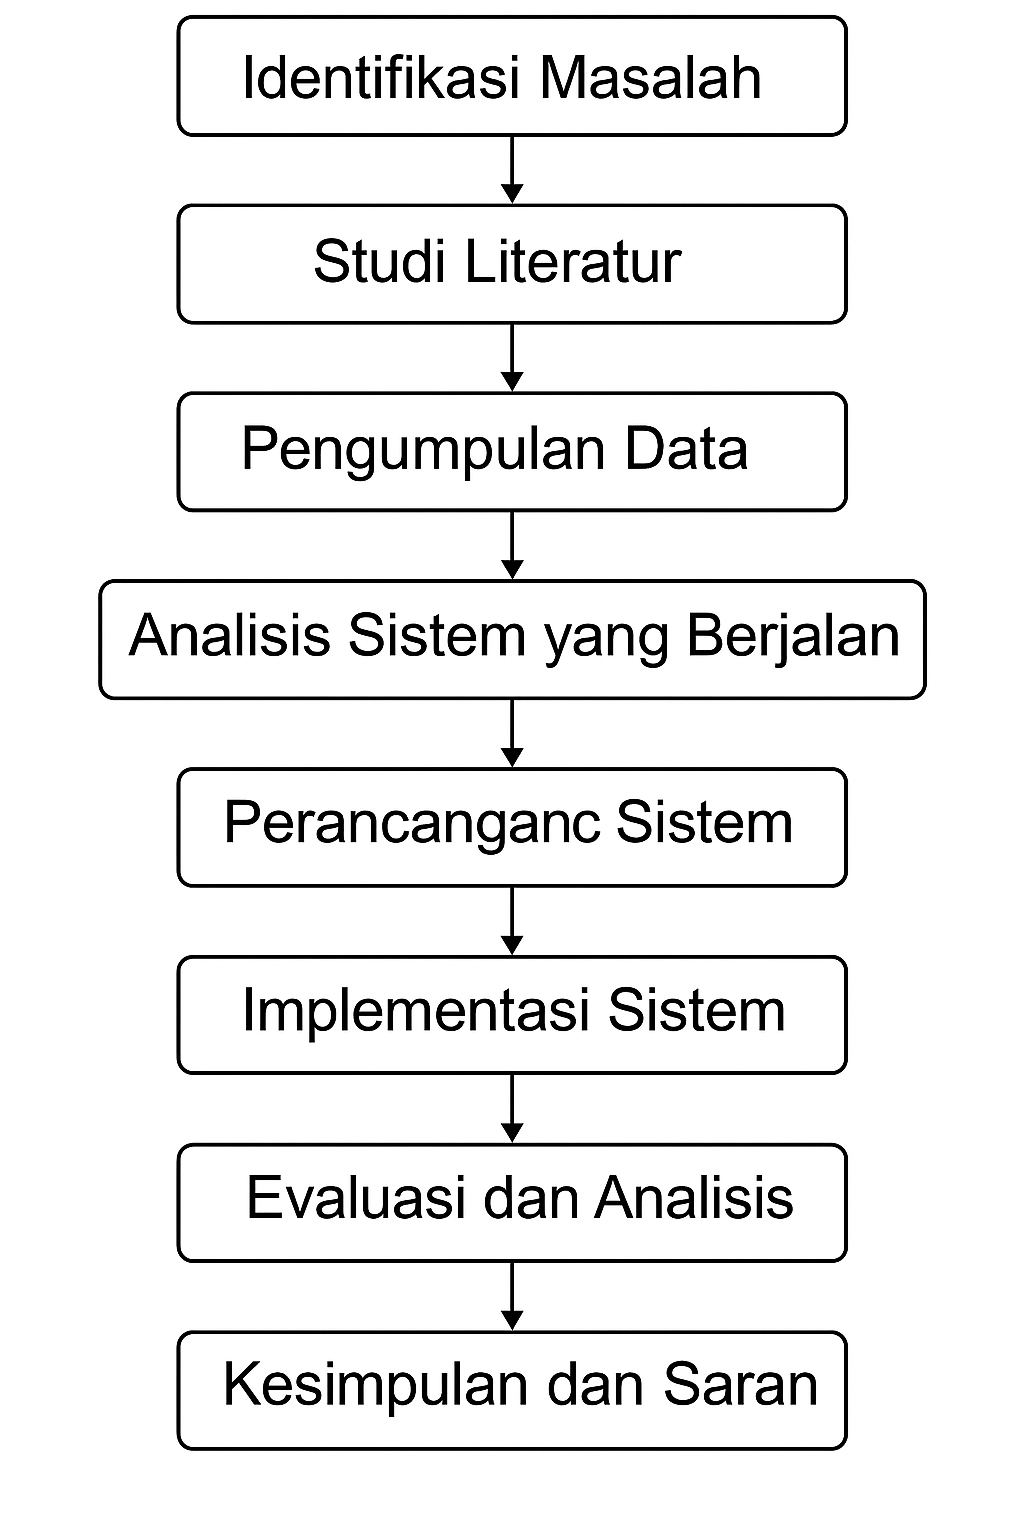 Identifikasi Masalah
Studi Literatur
Pengumpulan Data
Analisis Sistem yang Berjalan
Perancanganc Sistem
Implementasi Sistem
Evaluasi dan Analisis
Kesimpulan dan Saran